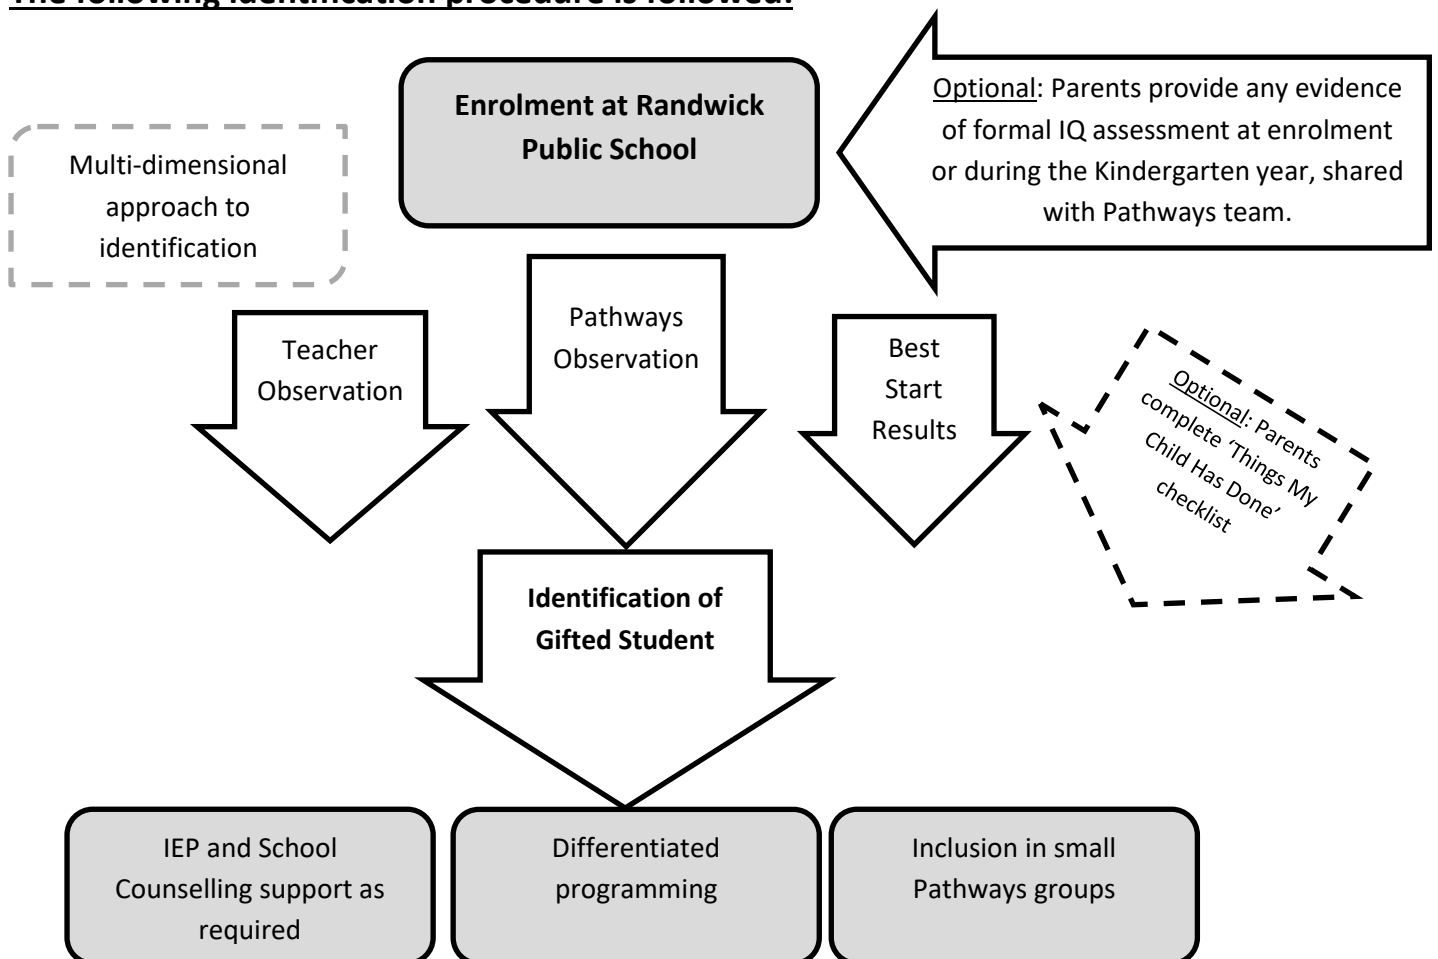 The following identification procedure is followed:
Enrolment at Randwick
Public School
Optional: Parents provide any evidence
of formal IQ assessment at enrolment
or during the Kindergarten year, shared
with Pathways team.
Multi-dimensional
approach to
identification
Teacher
Observation
Pathways
Observation
Best
Start
Results
Optional: Parents
complete ‘Things My
Child Has Done’
checklist
Identification of
Gifted Student
IEP and School
Counselling support as
required
Differentiated
programming
Inclusion in small
Pathways groups